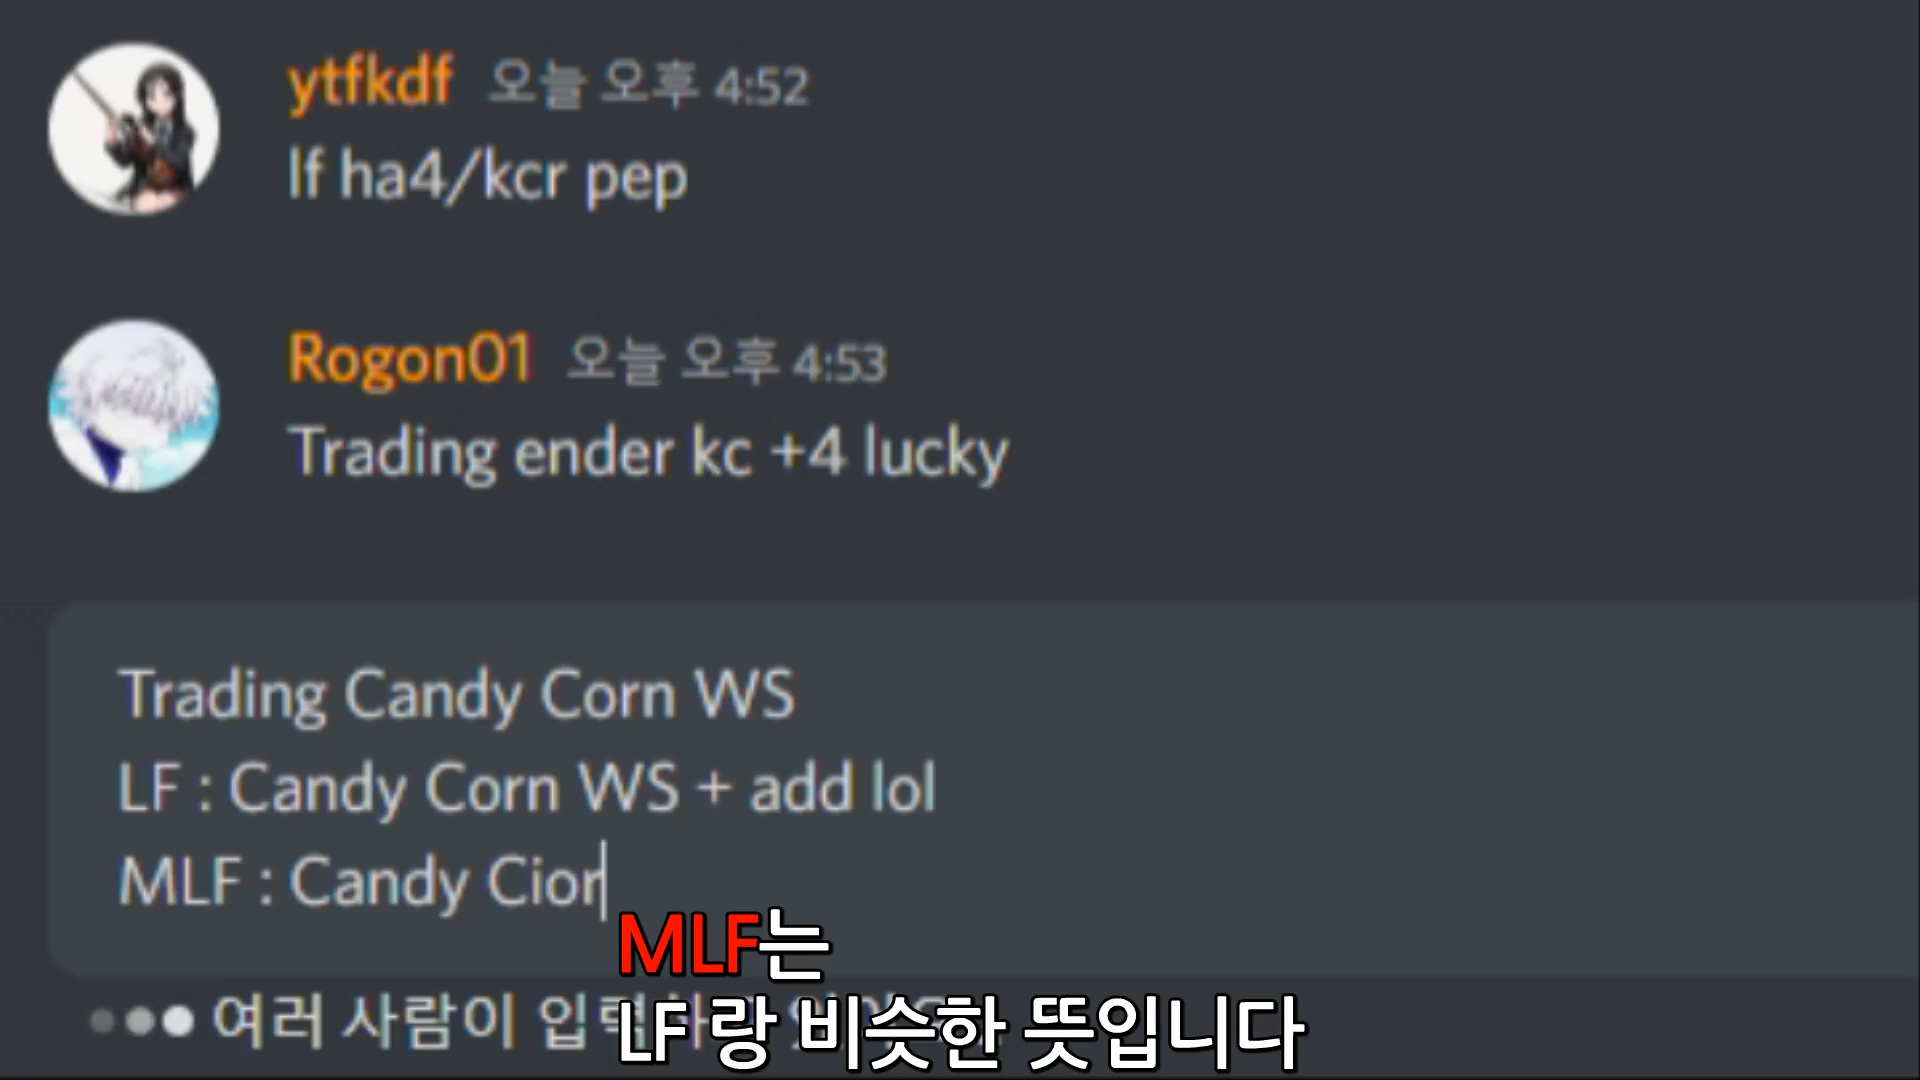 ytfkdf 오늘 오후 4:52
lf ha4/kcr pep
Rogon01 오늘 오후 4:53
Trading ender kc +4 lucky
Trading Candy Corn WS
LF : Candy Corn WS + add lol
MLF : Candy Cior
MLF는
여러 사람이
LF 랑 비슷한 뜻입니다